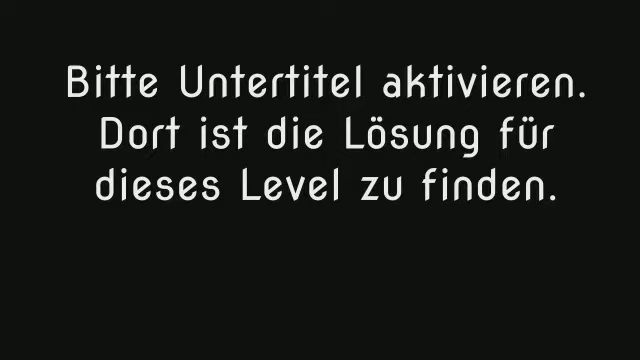 Bitte Untertitel aktivieren.
Dort ist die Lösung für
dieses Level zu finden.